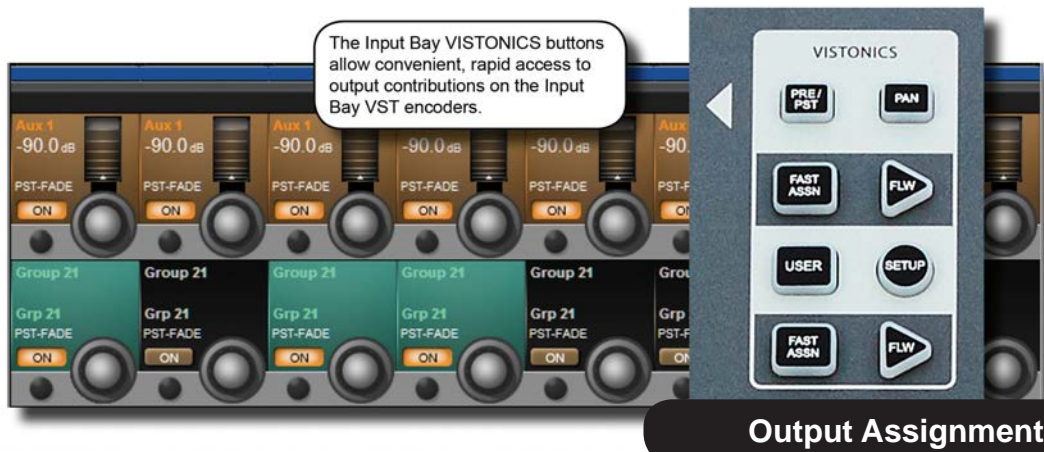 The Input Bay VISTONICS buttons
allow convenient, rapid access to
output contributions on the Input
Bay VST encoders.
VISTONICS
PRE/
PST
PAN
FAST
ASSN
FLW
USER
SETUP
FAST
ASSN
FLW
Aux 1
-90.0 dB
PST-FADE
ON
Aux 1
-90.0 dB
PST-FADE
ON
Aux 1
-90.0 dB
PST-FADE
ON
-90.0 dB
PST-FADE
ON
-90.0 dB
PST-FADE
ON
Aux
-90.
PST-F
Group 21
Grp 21
PST-FADE
ON
Group 21
Grp 21
PST-FADE
ON
Group 21
Grp 21
PST-FADE
ON
Group 21
Grp 21
PST-FADE
ON
Group 21
Grp 21
PST-FADE
ON
Grou
Grp
PST-F
Output Assignment